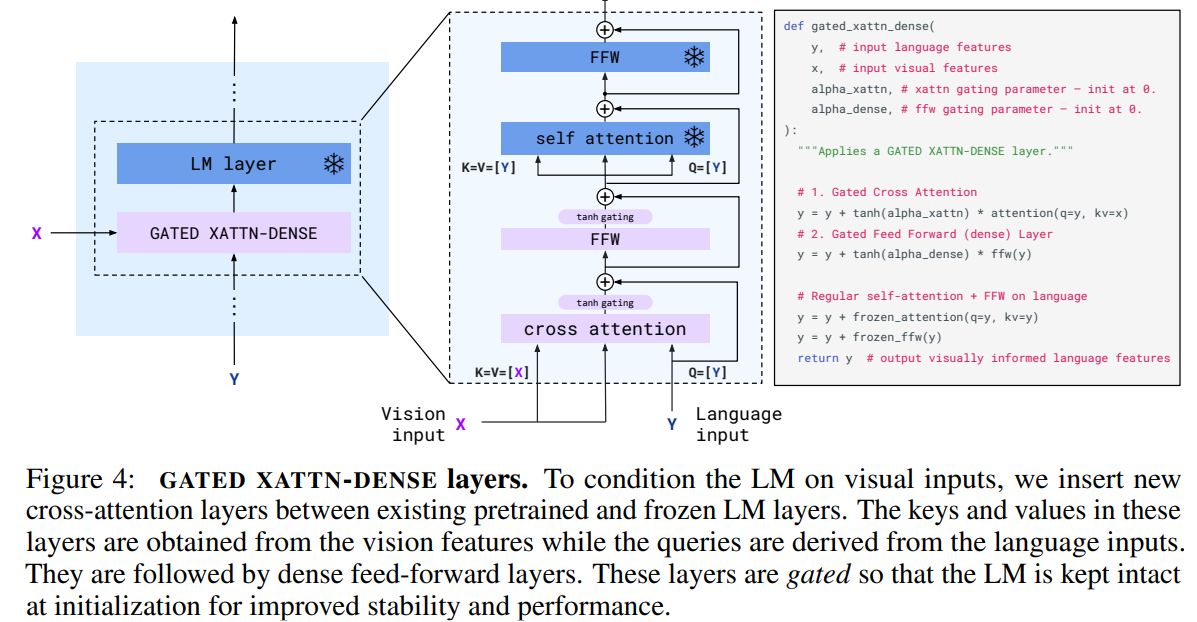 LM layer
GATED XATTN-DENSE
X
Y
FFW
self attention
K=V=[Y]
Q=[Y]
tanh gating
FFW
tanh gating
cross attention
K=V=[X]
Q=[Y]
Vision input
X
Y
Language input
def gated_xattn_dense(
    y,  # input language features
    x,  # input visual features
    alpha_xattn, # xattn gating parameter – init at 0.
    alpha_dense, # ffw gating parameter – init at 0.
):
  """Applies a GATED XATTN-DENSE layer."""
  # 1. Gated Cross Attention
  y = y + tanh(alpha_xattn) * attention(q=y, kv=x)
  # 2. Gated Feed Forward (dense) Layer
  y = y + tanh(alpha_dense) * ffw(y)
  # Regular self-attention + FFW on language
  y = y + frozen_attention(q=y, kv=y)
  y = y + frozen_ffw(y)
  return y  # output visually informed language features
Figure 4: GATED XATTN-DENSE layers. To condition the LM on visual inputs, we insert new
cross-attention layers between existing pretrained and frozen LM layers. The keys and values in these
layers are obtained from the vision features while the queries are derived from the language inputs.
They are followed by dense feed-forward layers. These layers are gated so that the LM is kept intact
at initialization for improved stability and performance.